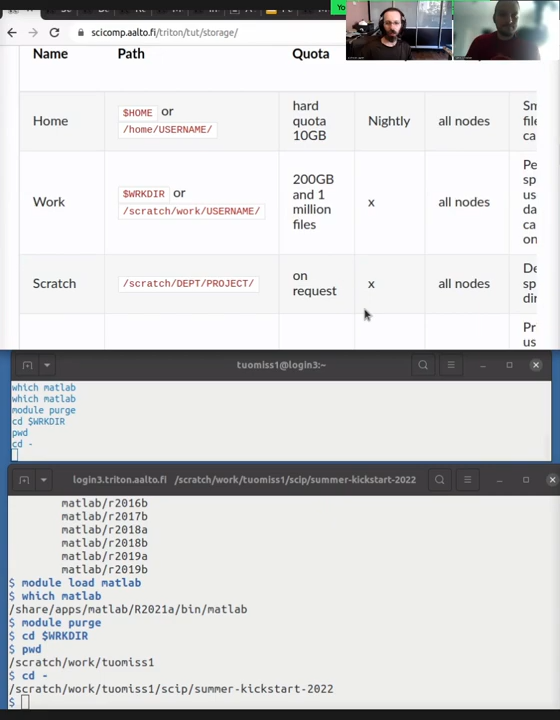 Yo
scicomp.aalto.fi/triton/tut/storage/
Name Path Quota
Home $HOME or /home/USERNAME/ hard quota 10GB Nightly all nodes
Work $WRKDIR or /scratch/work/USERNAME/ 200GB and 1 million files x all nodes
Scratch /scratch/DEPT/PROJECT/ on request x all nodes
tuomiss1@login3:~
which matlab
which matlab
module purge
cd $WRKDIR
pwd
cd -
login3.triton.aalto.fi /scratch/work/tuomiss1/scip/summer-kickstart-2022
matlab/r2016b
matlab/r2017b
matlab/r2018a
matlab/r2018b
matlab/r2019a
matlab/r2019b
$ module load matlab
$ which matlab
/share/apps/matlab/R2021a/bin/matlab
$ module purge
$ cd $WRKDIR
$ pwd
/scratch/work/tuomiss1
$ cd -
/scratch/work/tuomiss1/scip/summer-kickstart-2022
$